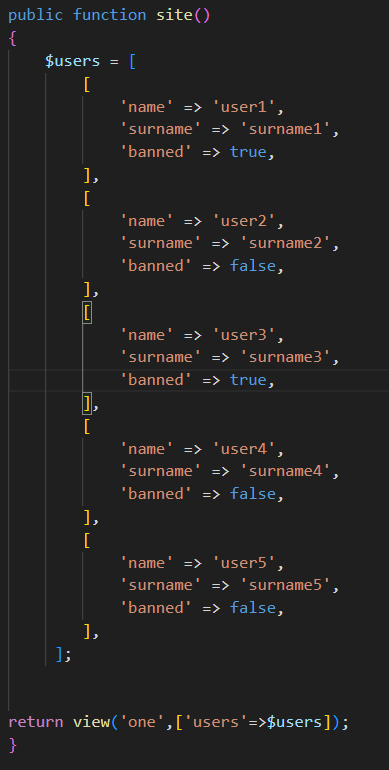 public function site()
{
$users = [
[
'name' => 'user1',
'surname' => 'surname1',
'banned' => true,
],
[
'name' => 'user2',
'surname' => 'surname2',
'banned' => false,
],
[
'name' => 'user3',
'surname' => 'surname3',
'banned' => true,
],
[
'name' => 'user4',
'surname' => 'surname4',
'banned' => false,
],
[
'name' => 'user5',
'surname' => 'surname5',
'banned' => false,
],
];
return view('one',['users'=>$users]);
}